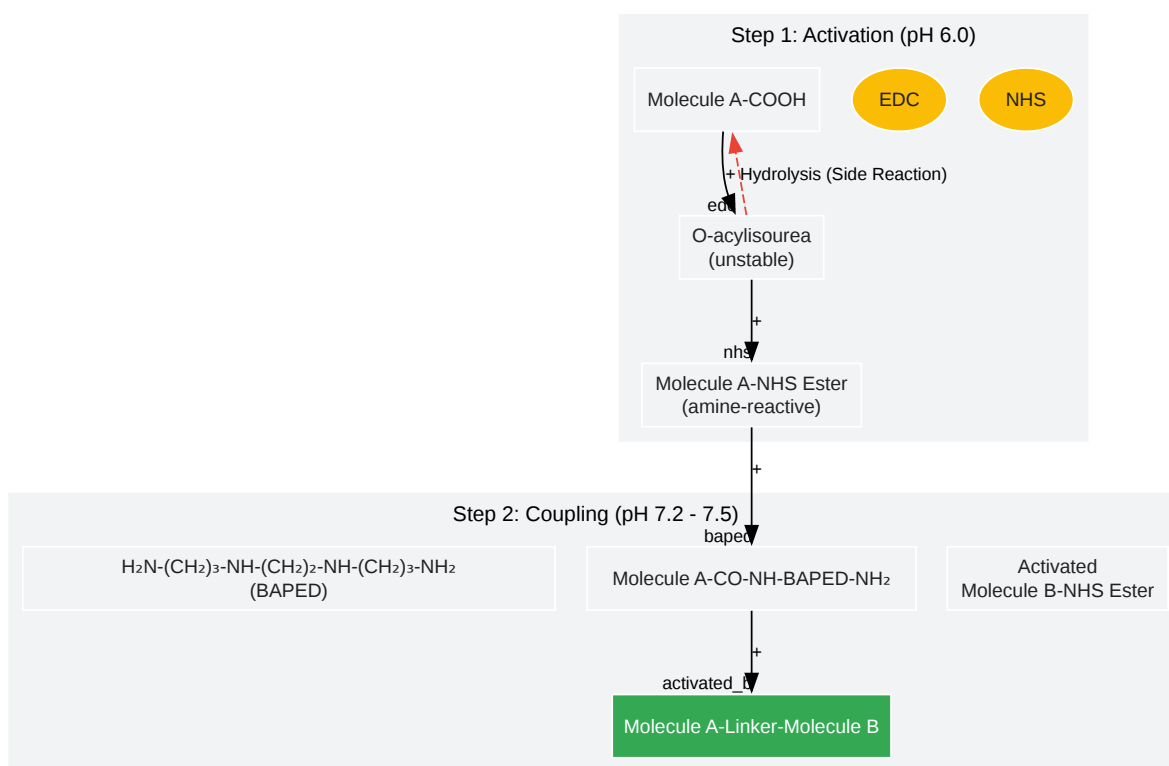 Step 1: Activation (pH 6.0)
Molecule A-COOH
EDC
NHS
+ Hydrolysis (Side Reaction)
edc
O-acylisourea
(unstable)
+
nhs
Molecule A-NHS Ester
(amine-reactive)
+
Step 2: Coupling (pH 7.2 - 7.5)
baped
H₂N-(CH₂)₃-NH-(CH₂)₂-NH-(CH₂)₃-NH₂
(BAPED)
Molecule A-CO-NH-BAPED-NH₂
Activated
Molecule B-NHS Ester
+
activated_b
Molecule A-Linker-Molecule B